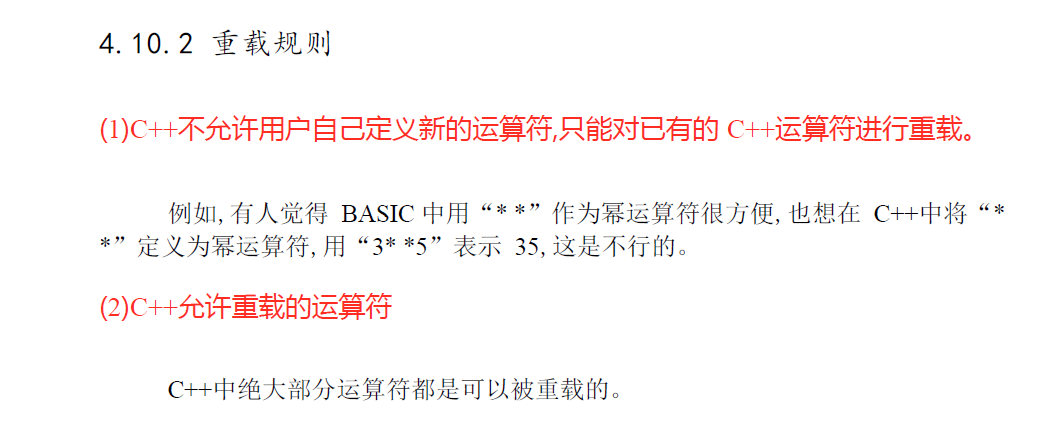 4.10.2 重载规则
(1)C++不允许用户自己定义新的运算符,只能对已有的 C++运算符进行重载。
例如,有人觉得 BASIC 中用“* *”作为幂运算符很方便,也想在 C++中将“*
*”定义为幂运算符,用“3* *5”表示 35,这是不行的。
(2)C++允许重载的运算符
C++中绝大部分运算符都是可以被重载的。